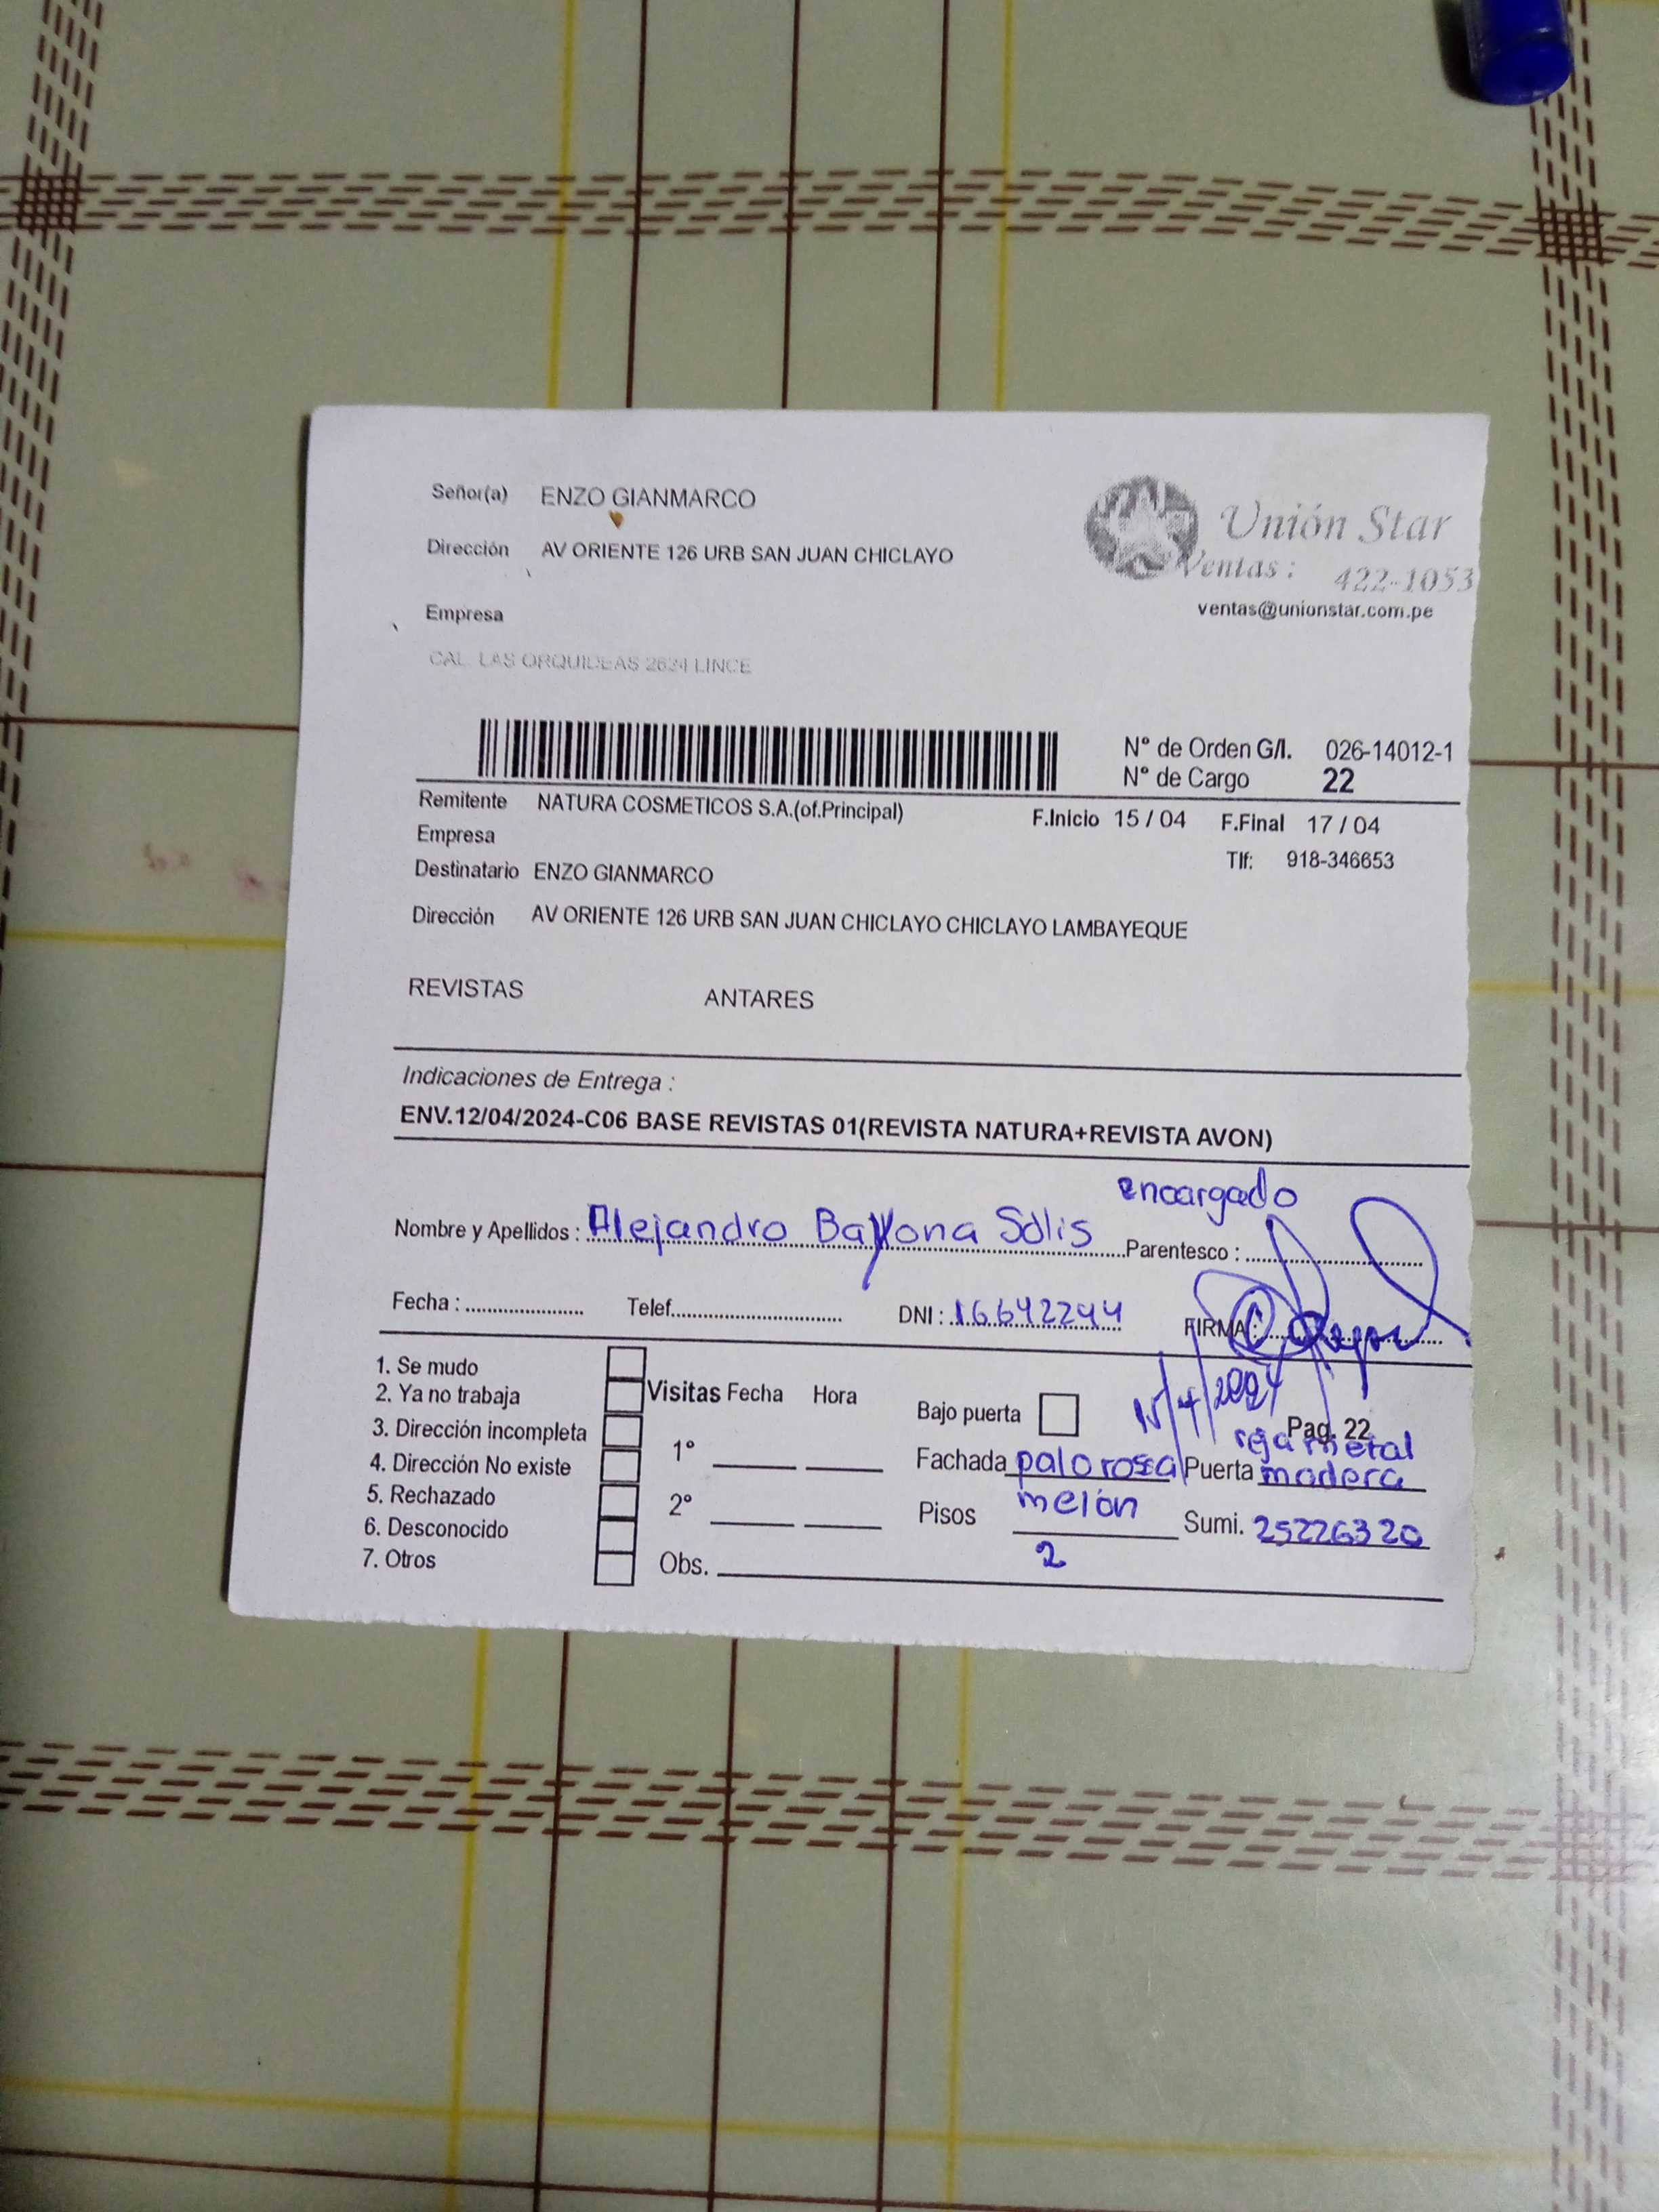 Señor(a) ENZO GIANMARCO
Dirección AV ORIENTE 126 URB SAN JUAN CHICLAYO
Unión Star
Ventas: 422-1053
ventas@unionstar.com.pe
Empresa
CAL. LAS ORQUIDEAS 2624 LINCE
N° de Orden G/I. 026-14012-1
N° de Cargo 22
Remitente NATURA COSMETICOS S.A.(of.Principal)
F.Inicio 15 / 04 F.Final 17 / 04
Empresa
Tlf: 918-346653
Destinatario ENZO GIANMARCO
Dirección AV ORIENTE 126 URB SAN JUAN CHICLAYO CHICLAYO LAMBAYEQUE
REVISTAS ANTARES
Indicaciones de Entrega :
ENV.12/04/2024-C06 BASE REVISTAS 01(REVISTA NATURA+REVISTA AVON)
encargado
Nombre y Apellidos : Alejandro Bayona Solis Parentesco :
Fecha : Telef. DNI : 16642244 FIRMA :
15/4/2024
1. Se mudo
2. Ya no trabaja
3. Dirección incompleta
4. Dirección No existe
5. Rechazado
6. Desconocido
7. Otros
Visitas Fecha Hora
1°
2°
Obs.
Bajo puerta
Pag. 22
reja metal
Fachada palo rosa Puerta madera
melón
Pisos 2 Sumi. 25226320